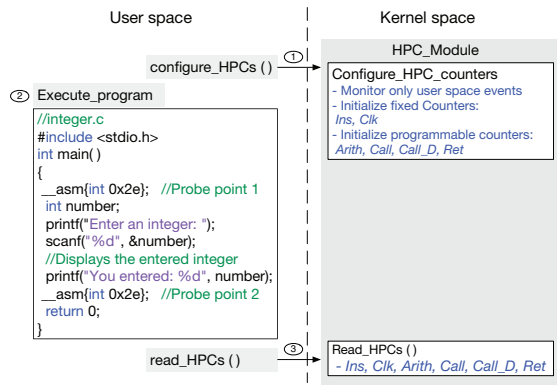 User space
Kernel space
configure_HPCs ( )
1
HPC_Module
Configure_HPC_counters
- Monitor only user space events
- Initialize fixed Counters:
Ins, Clk
- Initialize programmable counters:
Arith, Call, Call_D, Ret
2 Execute_program
//integer.c
#include <stdio.h>
int main( )
{
__asm{int 0x2e}; //Probe point 1
int number;
printf("Enter an integer: ");
scanf("%d", &number);
//Displays the entered integer
printf("You entered: %d", number);
__asm{int 0x2e}; //Probe point 2
return 0;
}
read_HPCs ( )
3
Read_HPCs ( )
- Ins, Clk, Arith, Call, Call_D, Ret